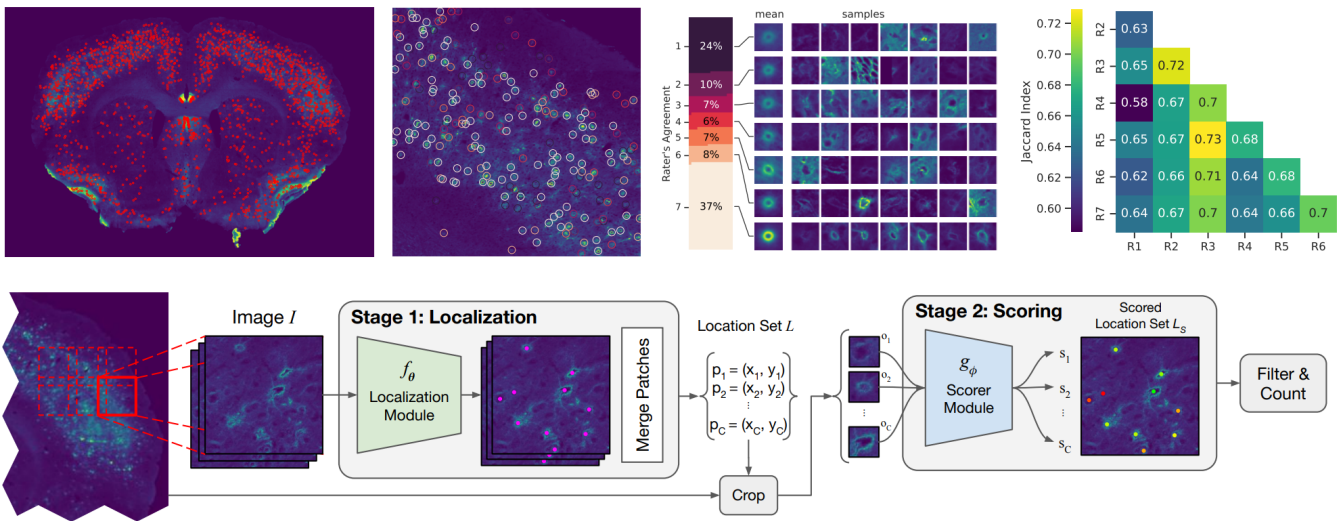 mean samples
Rater's Agreement
1 24%
2 10%
3 7%
4 6%
5 7%
6 8%
7 37%
Jaccard Index
0.72
0.70
0.68
0.66
0.64
0.62
0.60
R2 0.63
R3 0.65 0.72
R4 0.58 0.67 0.7
R5 0.65 0.67 0.73 0.68
R6 0.62 0.66 0.71 0.64 0.68
R7 0.64 0.67 0.7 0.64 0.66 0.7
R1 R2 R3 R4 R5 R6
Image I
Stage 1: Localization
fθ
Localization
Module
Merge Patches
Location Set L
p1 = (x1, y1)
p2 = (x2, y2)
⋮
pC = (xC, yC)
Crop
o1
o2
...
oC
Stage 2: Scoring
gϕ
Scorer
Module
s1
s2
⋮
sC
Scored
Location Set LS
Filter &
Count